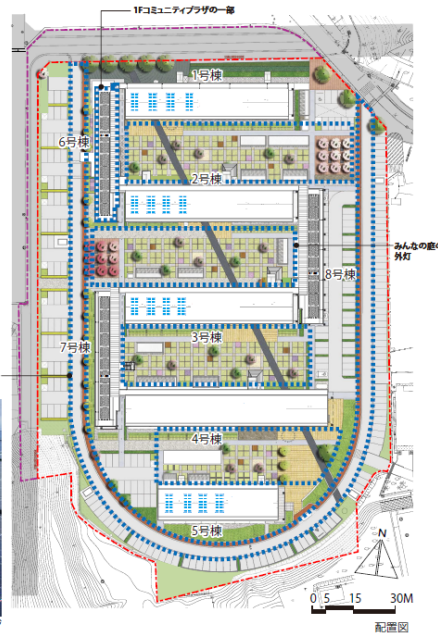 1Fコミュニティプラザの一部
1号棟
6号棟
2号棟
みんなの庭の
外灯
8号棟
7号棟
3号棟
4号棟
5号棟
N
0 5 15 30M
配置図